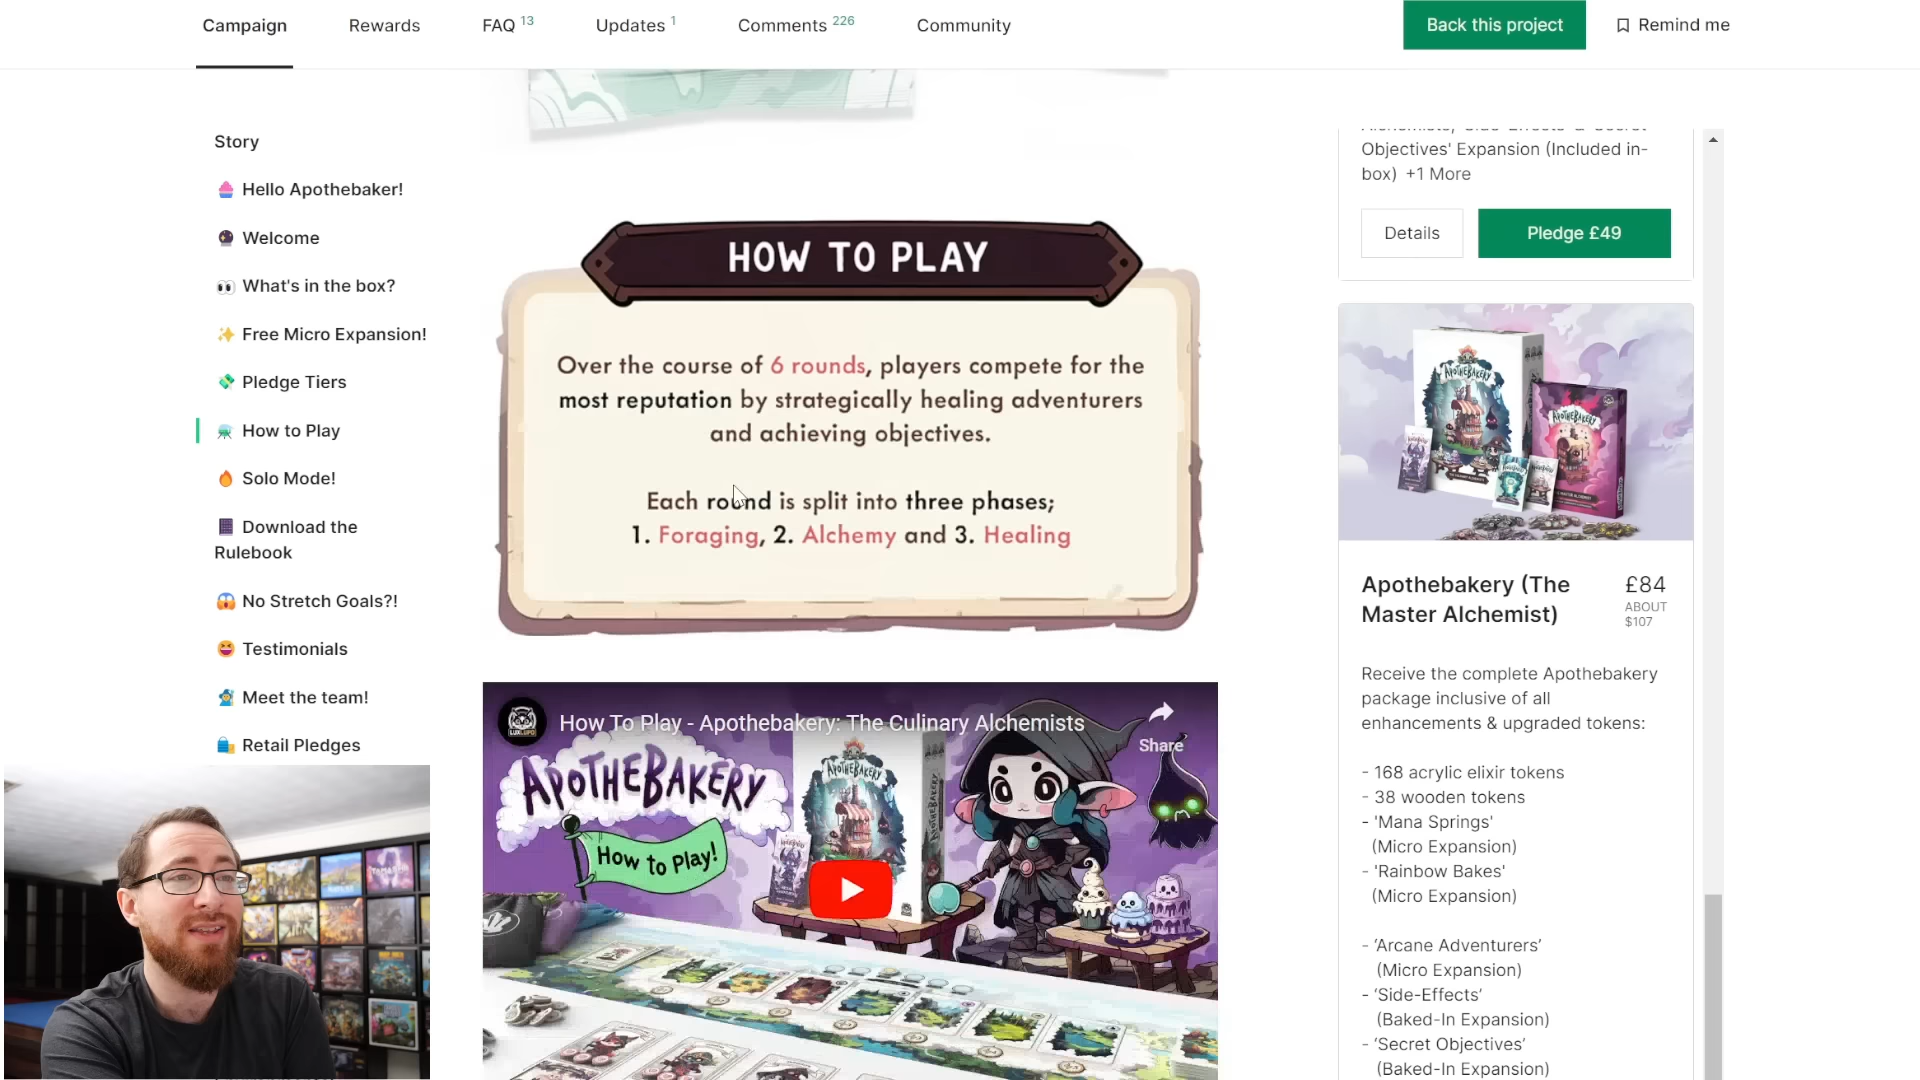 Campaign
Rewards
FAQ 13
Updates 1
Comments 226
Community
Back this project
Remind me
Story
Hello Apothebaker!
Welcome
What's in the box?
Free Micro Expansion!
Pledge Tiers
How to Play
Solo Mode!
Download the
Rulebook
No Stretch Goals?!
Testimonials
Meet the team!
Retail Pledges
HOW TO PLAY
Over the course of 6 rounds, players compete for the
most reputation by strategically healing adventurers
and achieving objectives.
Each round is split into three phases;
1. Foraging, 2. Alchemy and 3. Healing
How To Play - Apothebakery: The Culinary Alchemists
Share
LUXLUPO
APOTHEBAKERY
How to Play!
APOTHEBAKERY
Objectives' Expansion (Included in-
box) +1 More
Details
Pledge £49
APOTHEBAKERY
APOTHEBAKERY
Apothebakery (The
Master Alchemist)
£84
ABOUT
$107
Receive the complete Apothebakery
package inclusive of all
enhancements & upgraded tokens:
- 168 acrylic elixir tokens
- 38 wooden tokens
- 'Mana Springs'
(Micro Expansion)
- 'Rainbow Bakes'
(Micro Expansion)
- ‘Arcane Adventurers’
(Micro Expansion)
- ‘Side-Effects’
(Baked-In Expansion)
- ‘Secret Objectives’
(Baked-In Expansion)